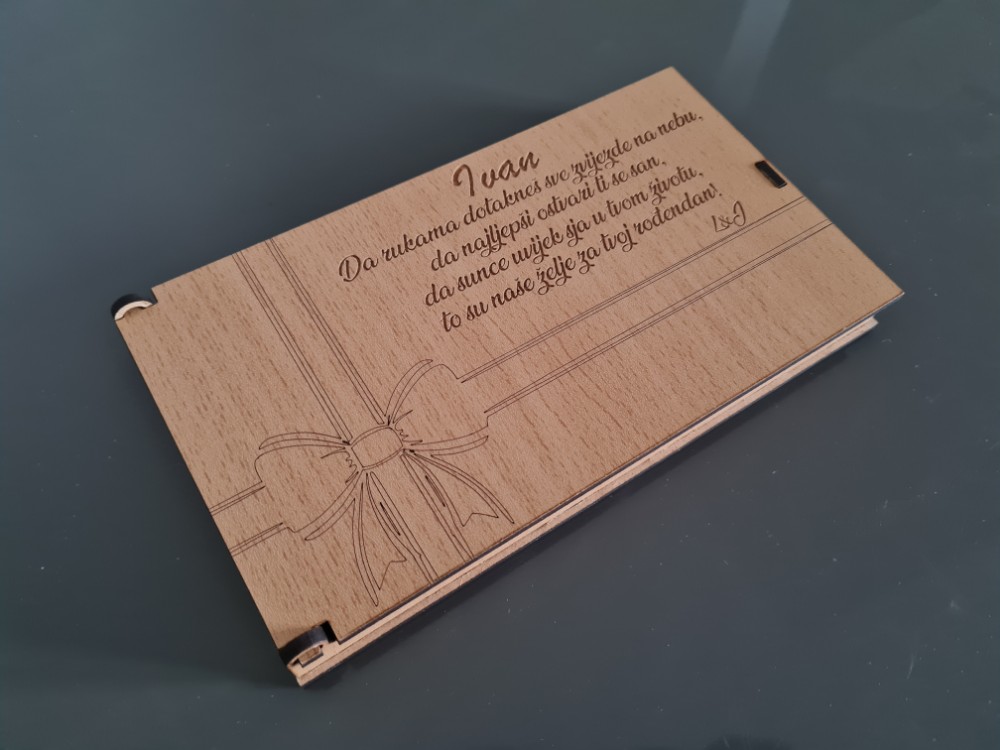 Ivan
Da rukama dotakneš sve zvijezde na nebu,
da najljepši ostvari ti se san,
da sunce uvijek sja u tvom životu,
to su naše želje za tvoj rođendan!
L&J